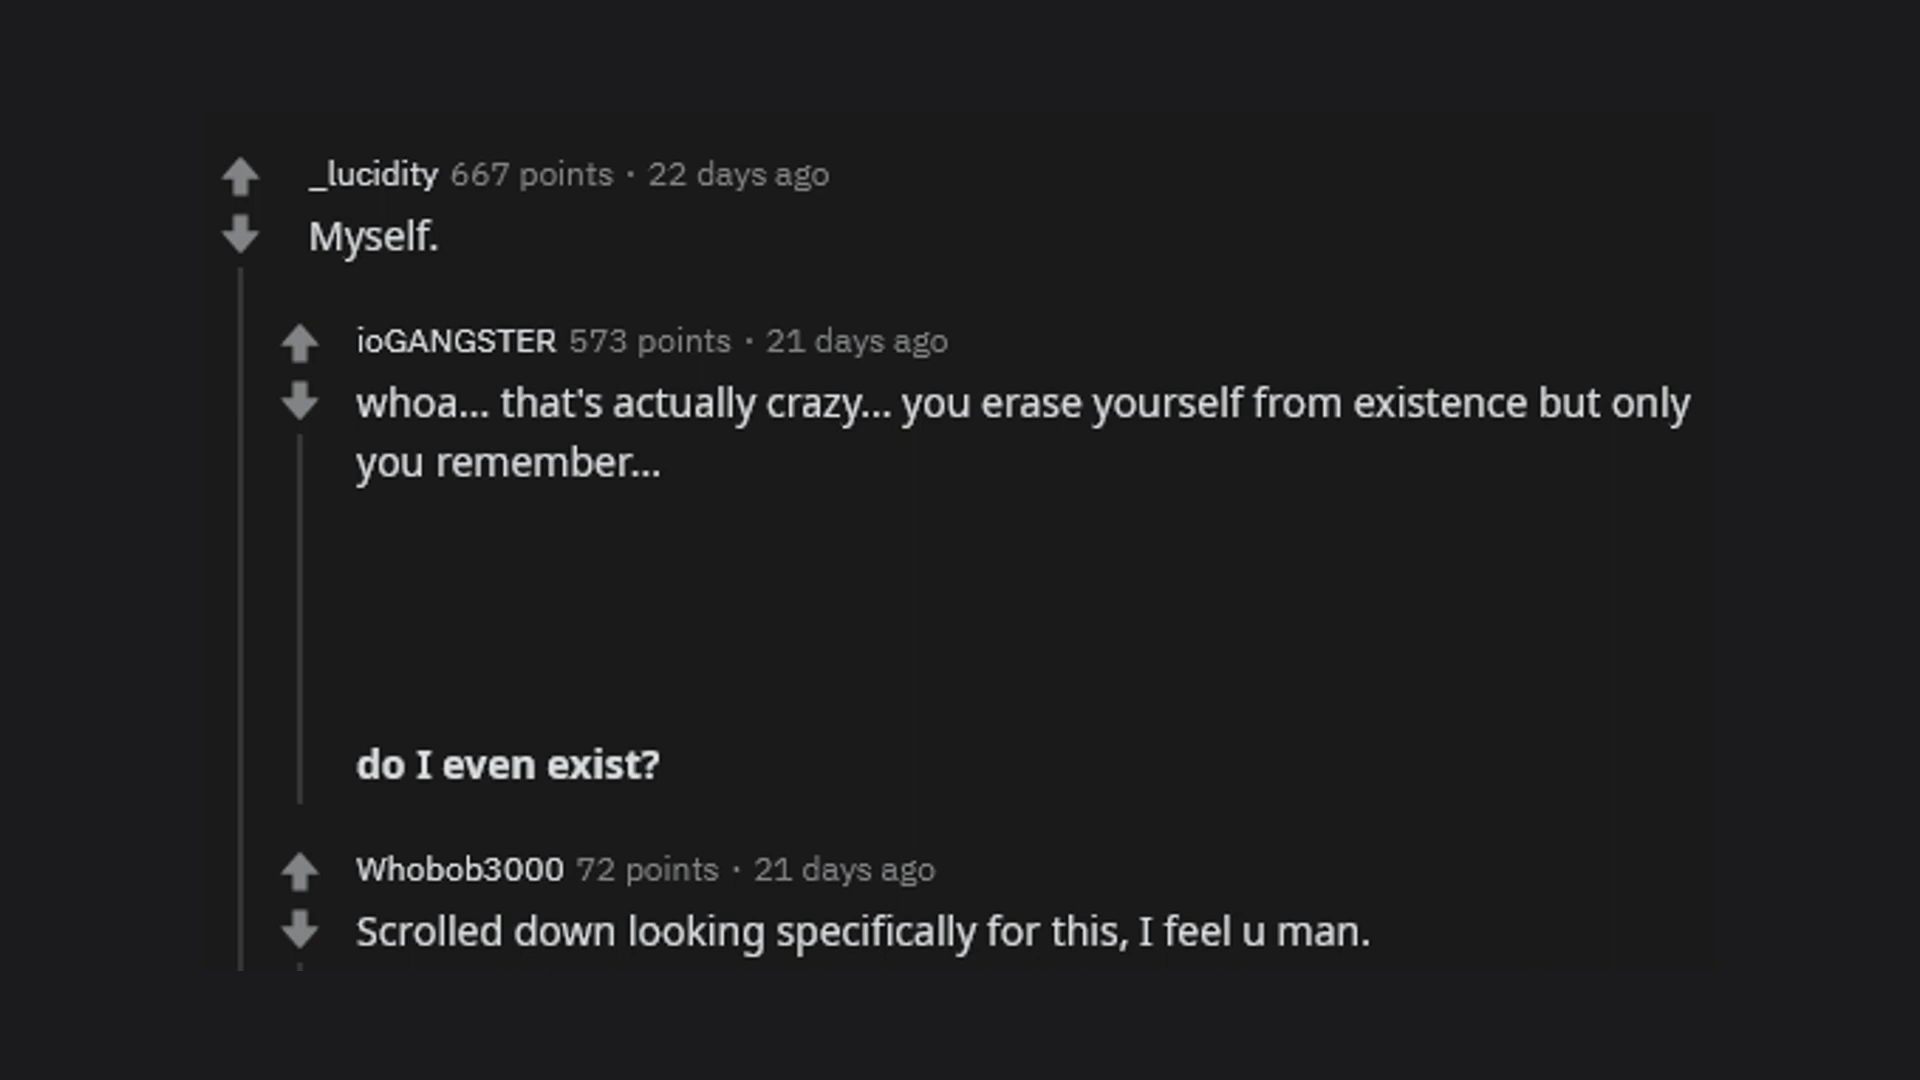 _lucidity 667 points · 22 days ago
Myself.
ioGANGSTER 573 points · 21 days ago
whoa... that's actually crazy... you erase yourself from existence but only
you remember...
do I even exist?
Whobob3000 72 points · 21 days ago
Scrolled down looking specifically for this, I feel u man.